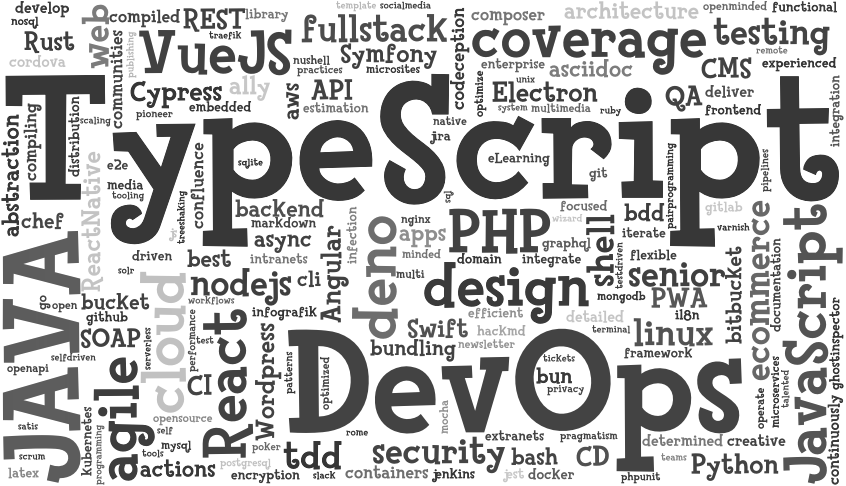 develop
nosql
Rust
cordova
web
communities
compiled
REST
library
traefik
publishing
VueJS
template
socialmedia
fullstack
Symfony
nushell
practices
microsites
composer
architecture
openminded
functional
coverage
testing
remote
codeception
enterprise
asciidoc
CMS
experienced
Cypress
a11y
pioneer
embedded
aws
API
estimation
optimize
unix
Electron
system
multimedia
ruby
QA
deliver
frontend
integration
TypeScript
compiling
distribution
scaling
abstraction
native
jira
eLearning
git
sqlite
sql
pairprogramming
pipelines
e2e
media
tooling
treeshaking
confluence
chef
ReactNative
backend
markdown
async
infection
nginx
apps
minded
multi
PHP
domain
focused
wizard
graphql
integrate
shell
testdriven
bdd
iterate
gitlab
varnish
flexible
driven
best
intranets
solr
nodejs
cli
Angular
deno
design
senior
mongodb
PWA
il8n
bitbucket
ecommerce
documentation
JavaScript
JAVA
go
open
bucket
github
cloud
workflows
infografik
SOAP
selfdriven
serverless
performance
test
React
Wordpress
Swift
efficient
hackmd
newsletter
bundling
detailed
terminal
linux
framework
openapi
agile
CI
patterns
optimized
DevOps
tickets
bun
privacy
operate
microservices
talented
continuously
ghostinspector
satis
scrum
latex
Kubernetes
programming
opensource
self
mysql
tools
actions
postgresql
poker
encryption
tdd
slack
rome
mocha
security
containers
jenkins
extranets
pragmatism
bash
jest
docker
CD
phpunit
determined
creative
teams
Python